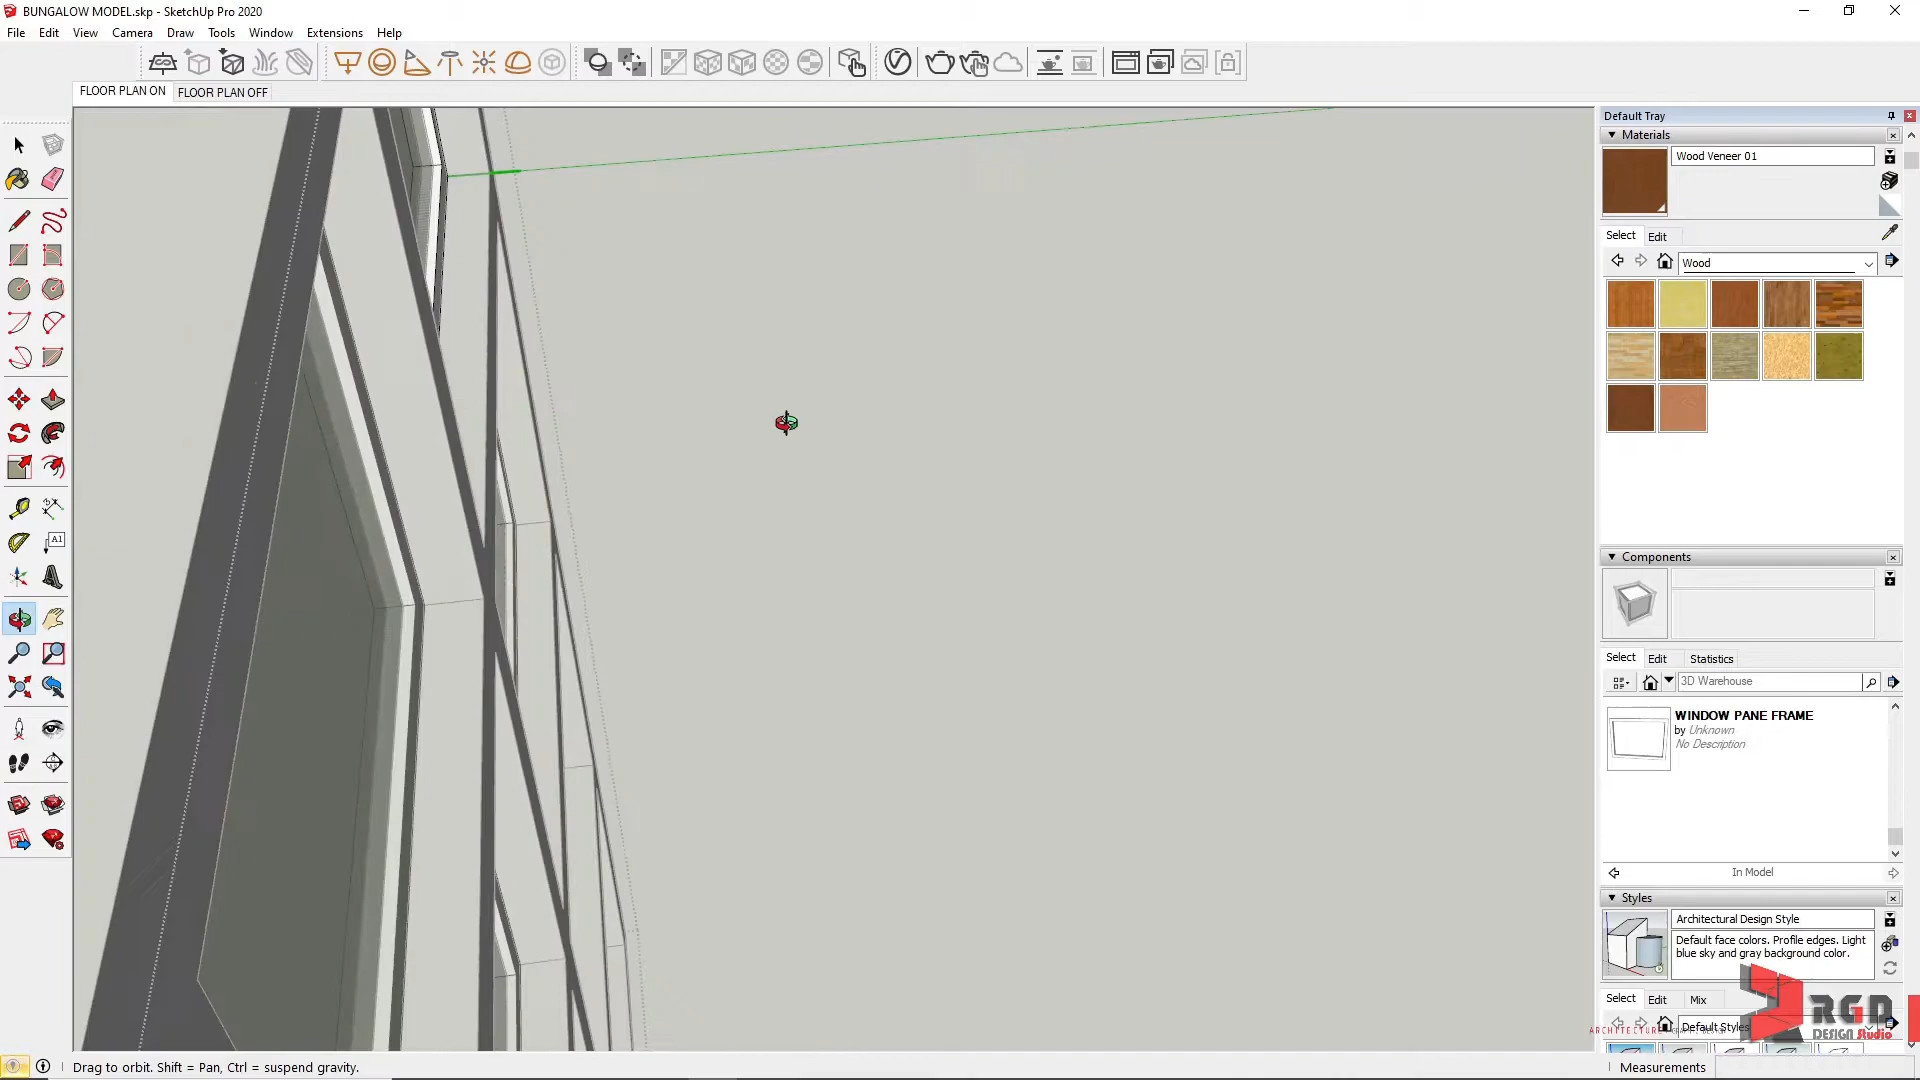 BUNGALOW MODEL.skp - SketchUp Pro 2020
File Edit View Camera Draw Tools Window Extensions Help
FLOOR PLAN ON FLOOR PLAN OFF
Default Tray
Materials
Wood Veneer 01
Select Edit
Wood
Components
Select Edit Statistics
3D Warehouse
WINDOW PANE FRAME
by Unknown
No Description
In Model
Styles
Architectural Design Style
Default face colors. Profile edges. Light
blue sky and gray background color.
Select Edit Mix
Default Styles
RGD
DESIGN Studio
A1
Drag to orbit. Shift = Pan, Ctrl = suspend gravity.
Measurements